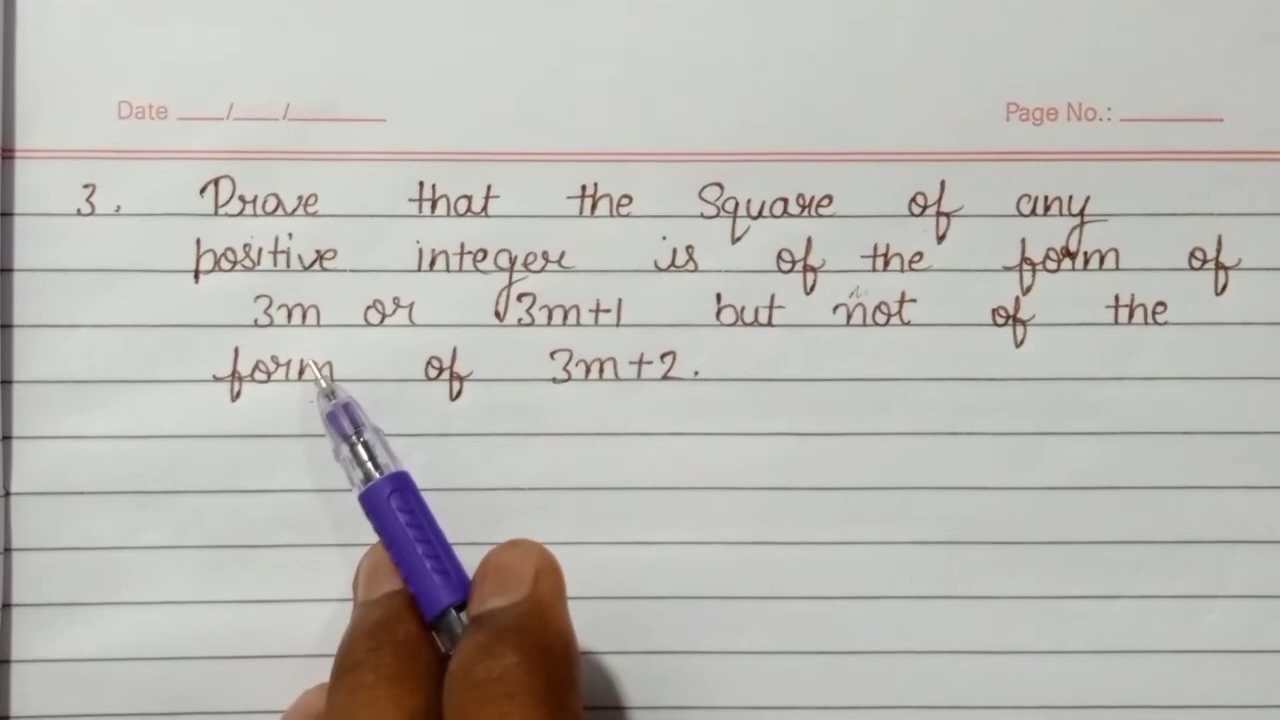 Date ___/___/______ Page No.: ______
3. Prove that the Square of any
positive integer is of the form of
3m or 3m+1 but not of the
form of 3m+2.